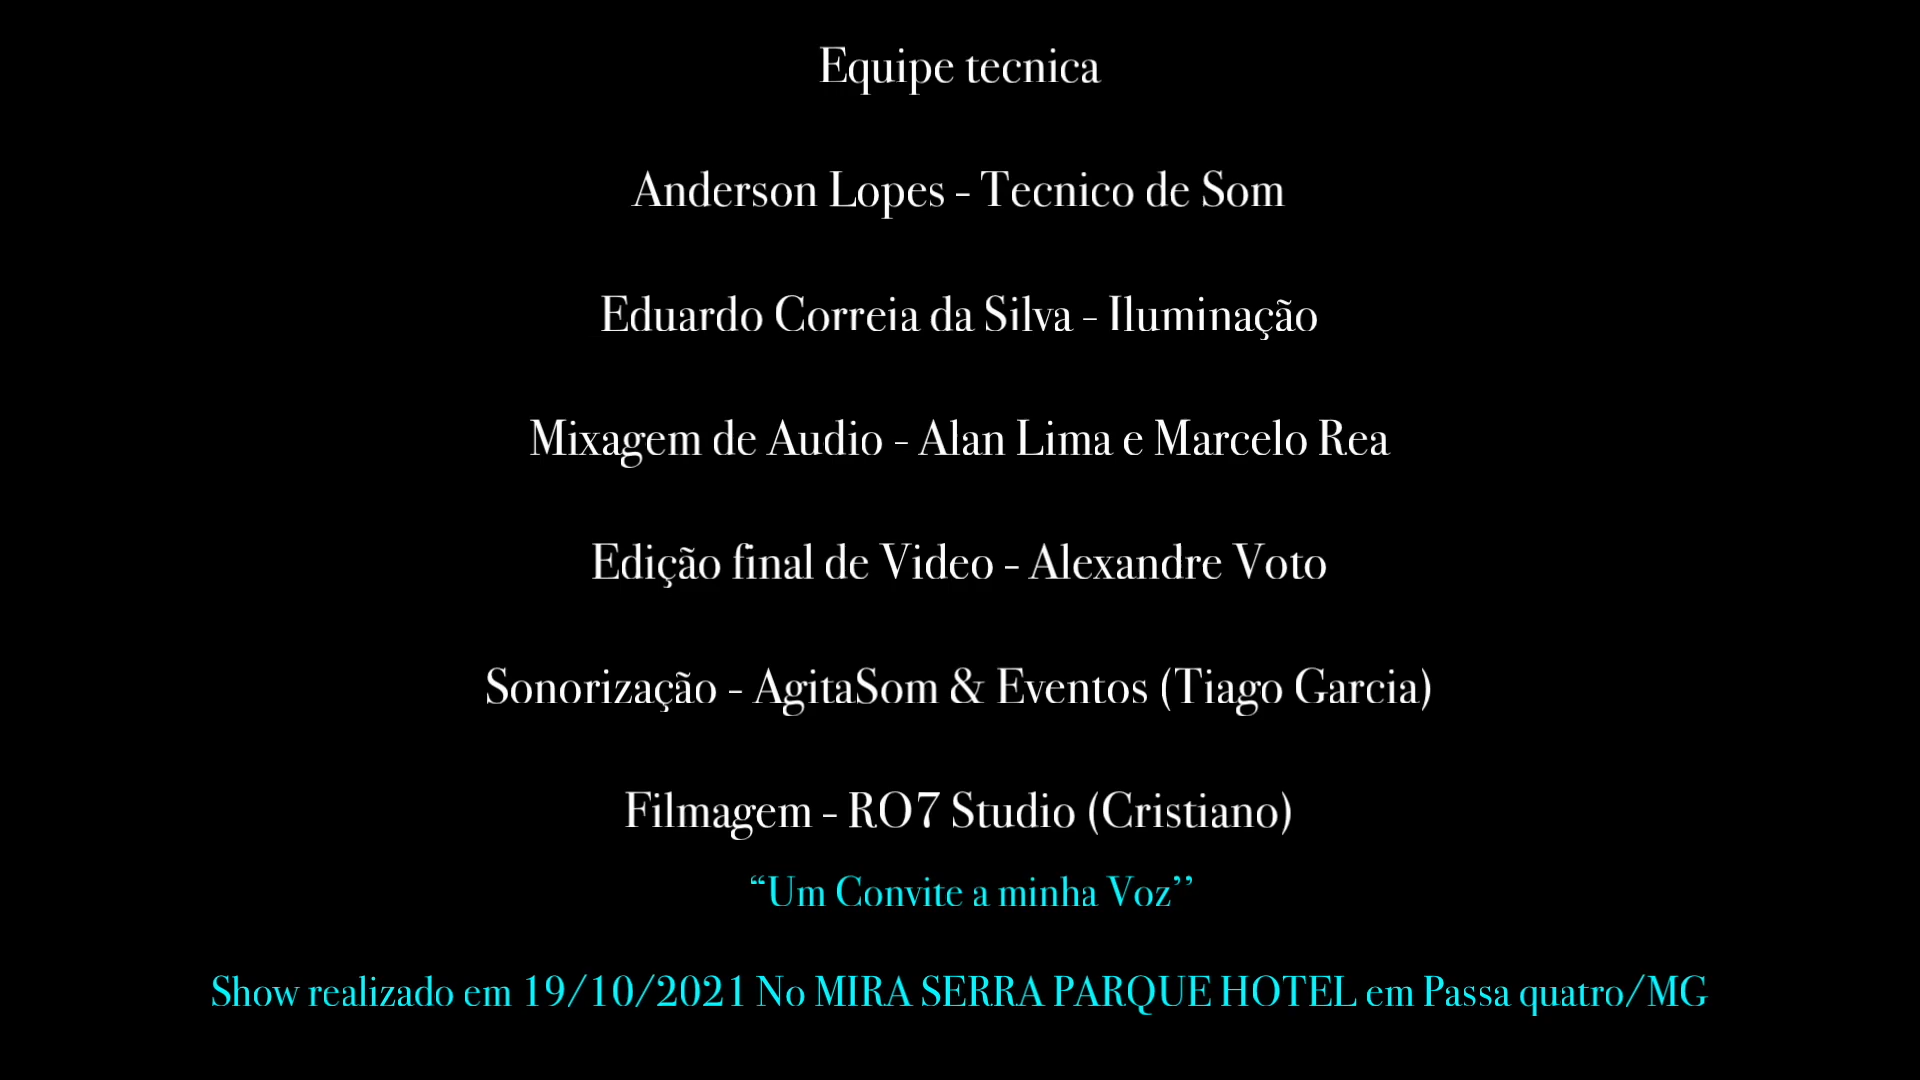 Equipe tecnica
Anderson Lopes - Tecnico de Som
Eduardo Correia da Silva - Iluminação
Mixagem de Audio - Alan Lima e Marcelo Rea
Edição final de Video - Alexandre Voto
Sonorização - AgitaSom & Eventos (Tiago Garcia)
Filmagem - RO7 Studio (Cristiano)
“Um Convite a minha Voz’’
Show realizado em 19/10/2021 No MIRA SERRA PARQUE HOTEL em Passa quatro/MG